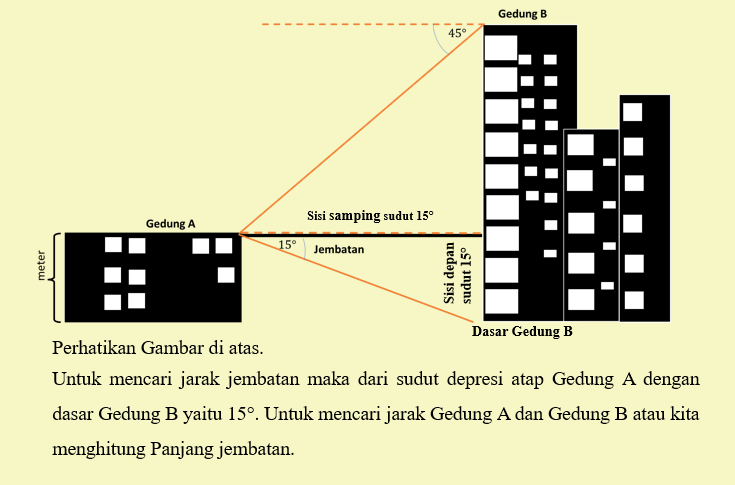 Gedung B
45°
Gedung A
Sisi samping sudut 15°
15°
Jembatan
Sisi depan
sudut 15°
meter
Dasar Gedung B
Perhatikan Gambar di atas.
Untuk mencari jarak jembatan maka dari sudut depresi atap Gedung A dengan
dasar Gedung B yaitu 15°. Untuk mencari jarak Gedung A dan Gedung B atau kita
menghitung Panjang jembatan.